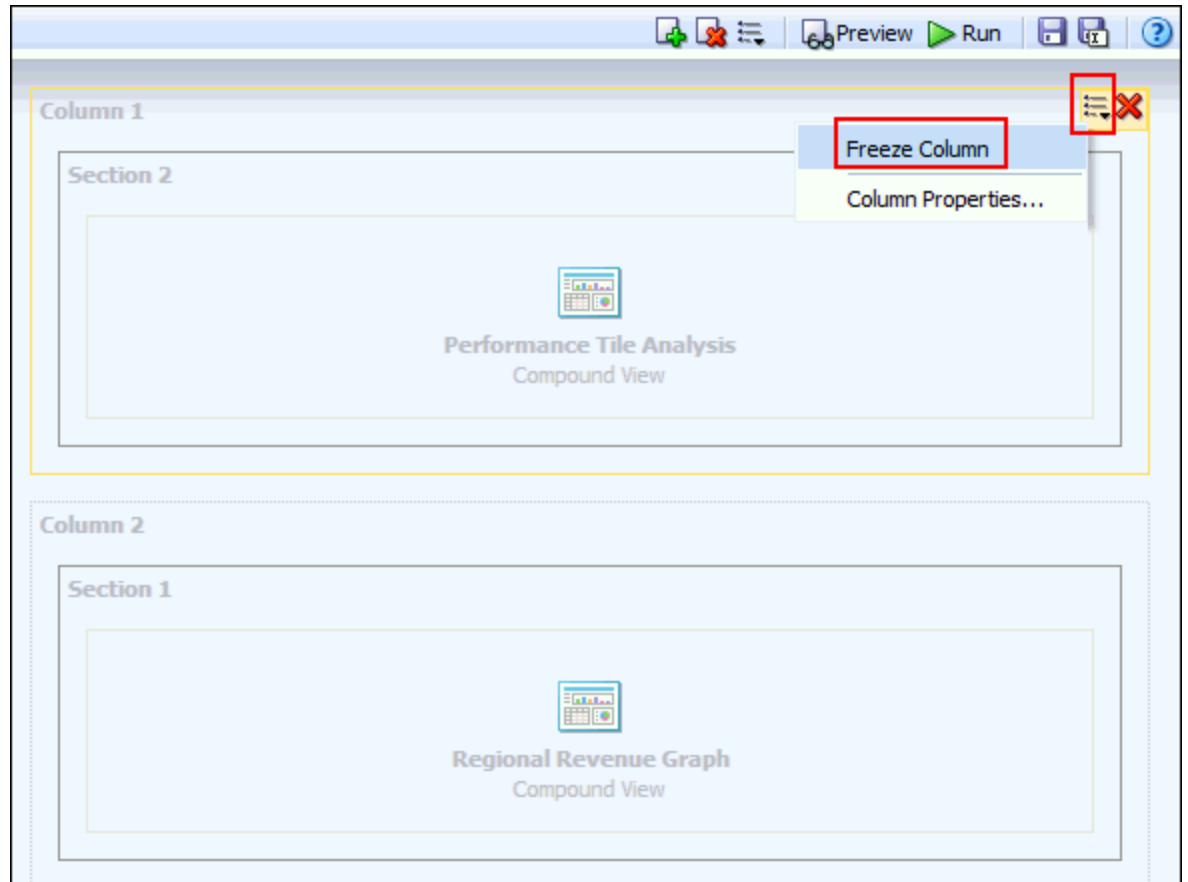 Preview Run
Column 1
Freeze Column
Section 2
Column Properties...
Performance Tile Analysis
Compound View
Column 2
Section 1
Regional Revenue Graph
Compound View